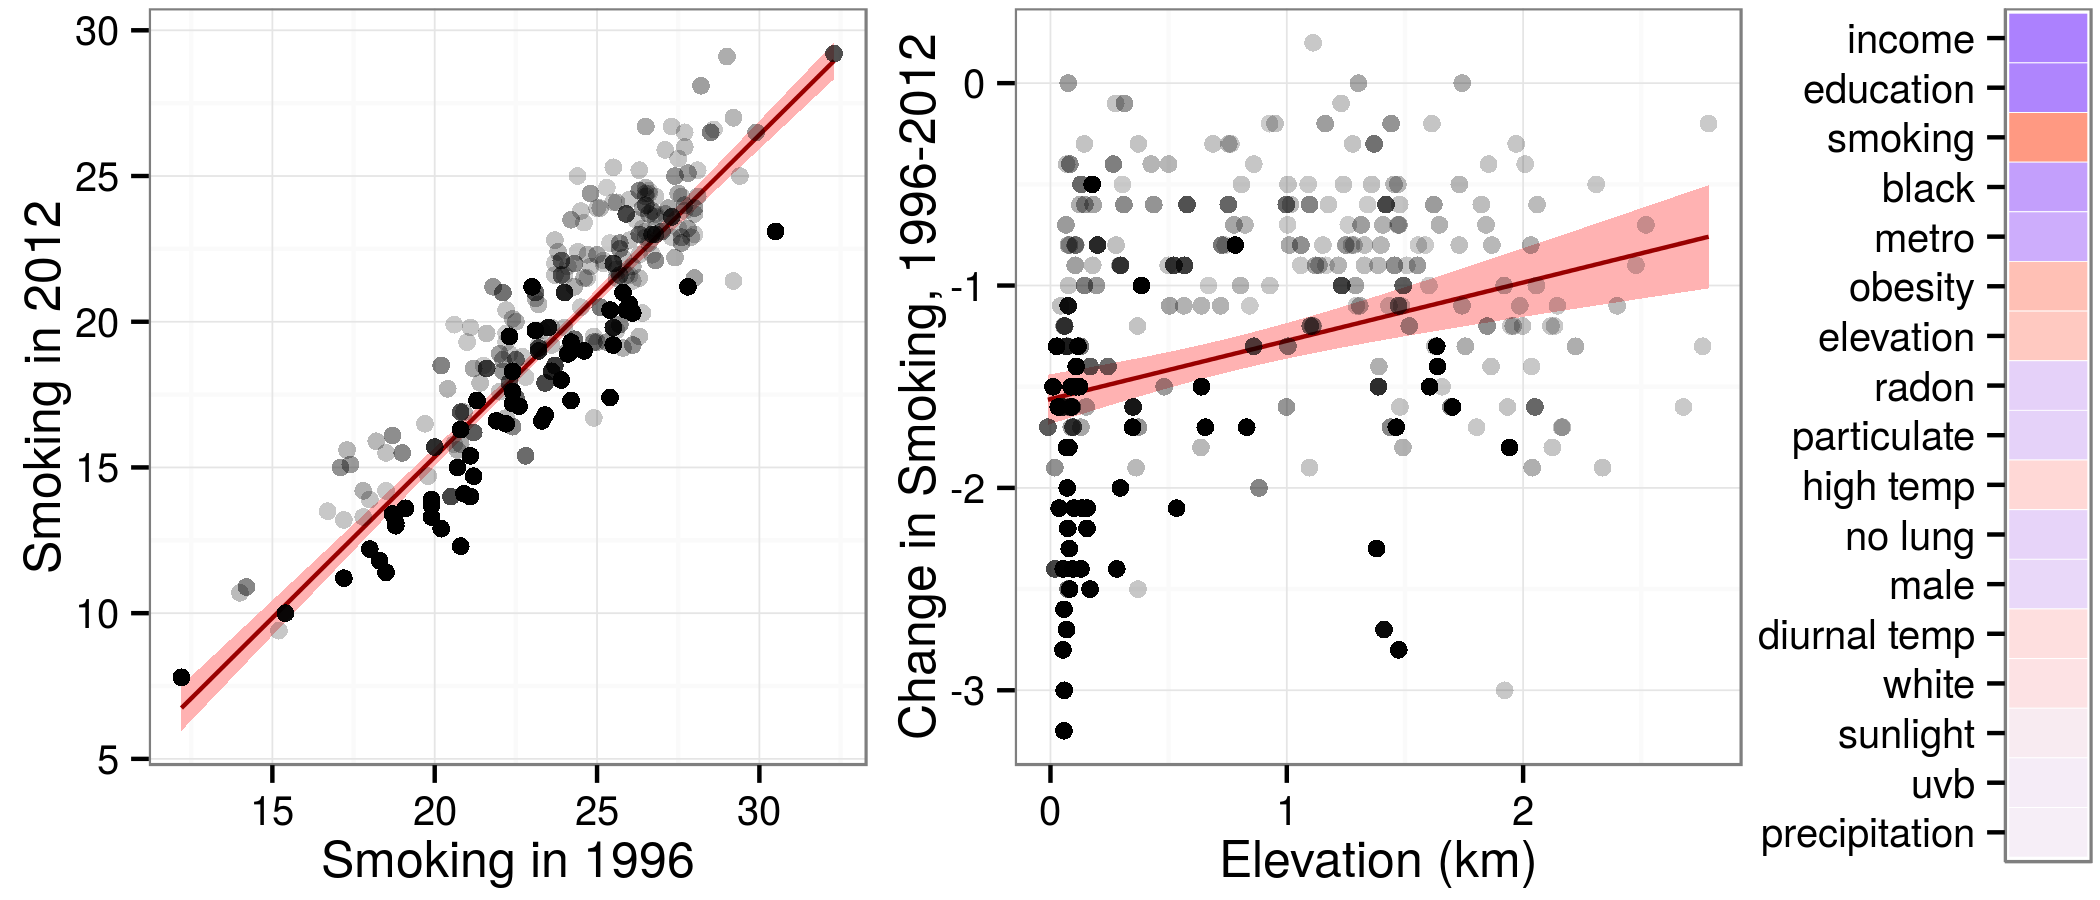 Smoking in 2012
30
25
20
15
10
5
15 20 25 30
Smoking in 1996
Change in Smoking, 1996-2012
0
-1
-2
-3
0 1 2
Elevation (km)
income
education
smoking
black
metro
obesity
elevation
radon
particulate
high temp
no lung
male
diurnal temp
white
sunlight
uvb
precipitation